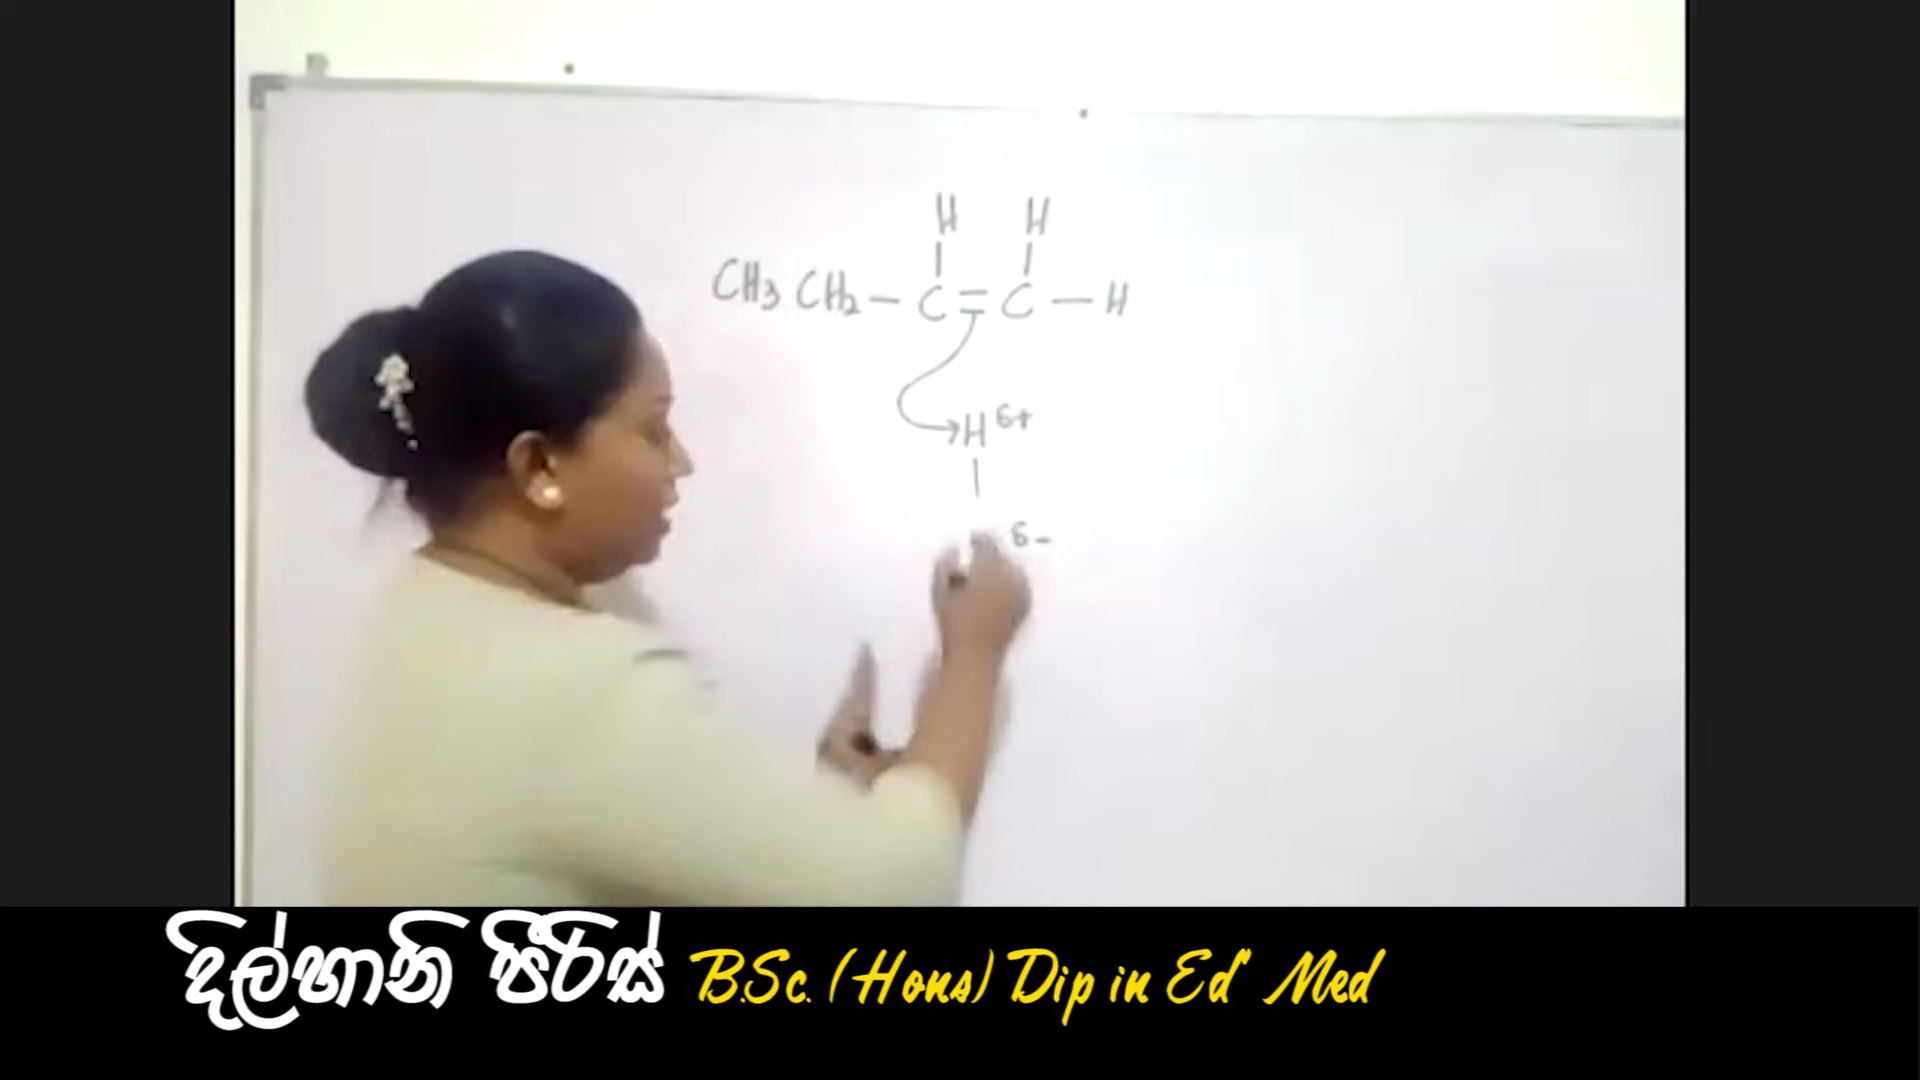 H H
CH3 CH2 — C = C — H
H δ+
δ-
දිල්හානි පීරිස් B.Sc. (Hons) Dip in Ed Med